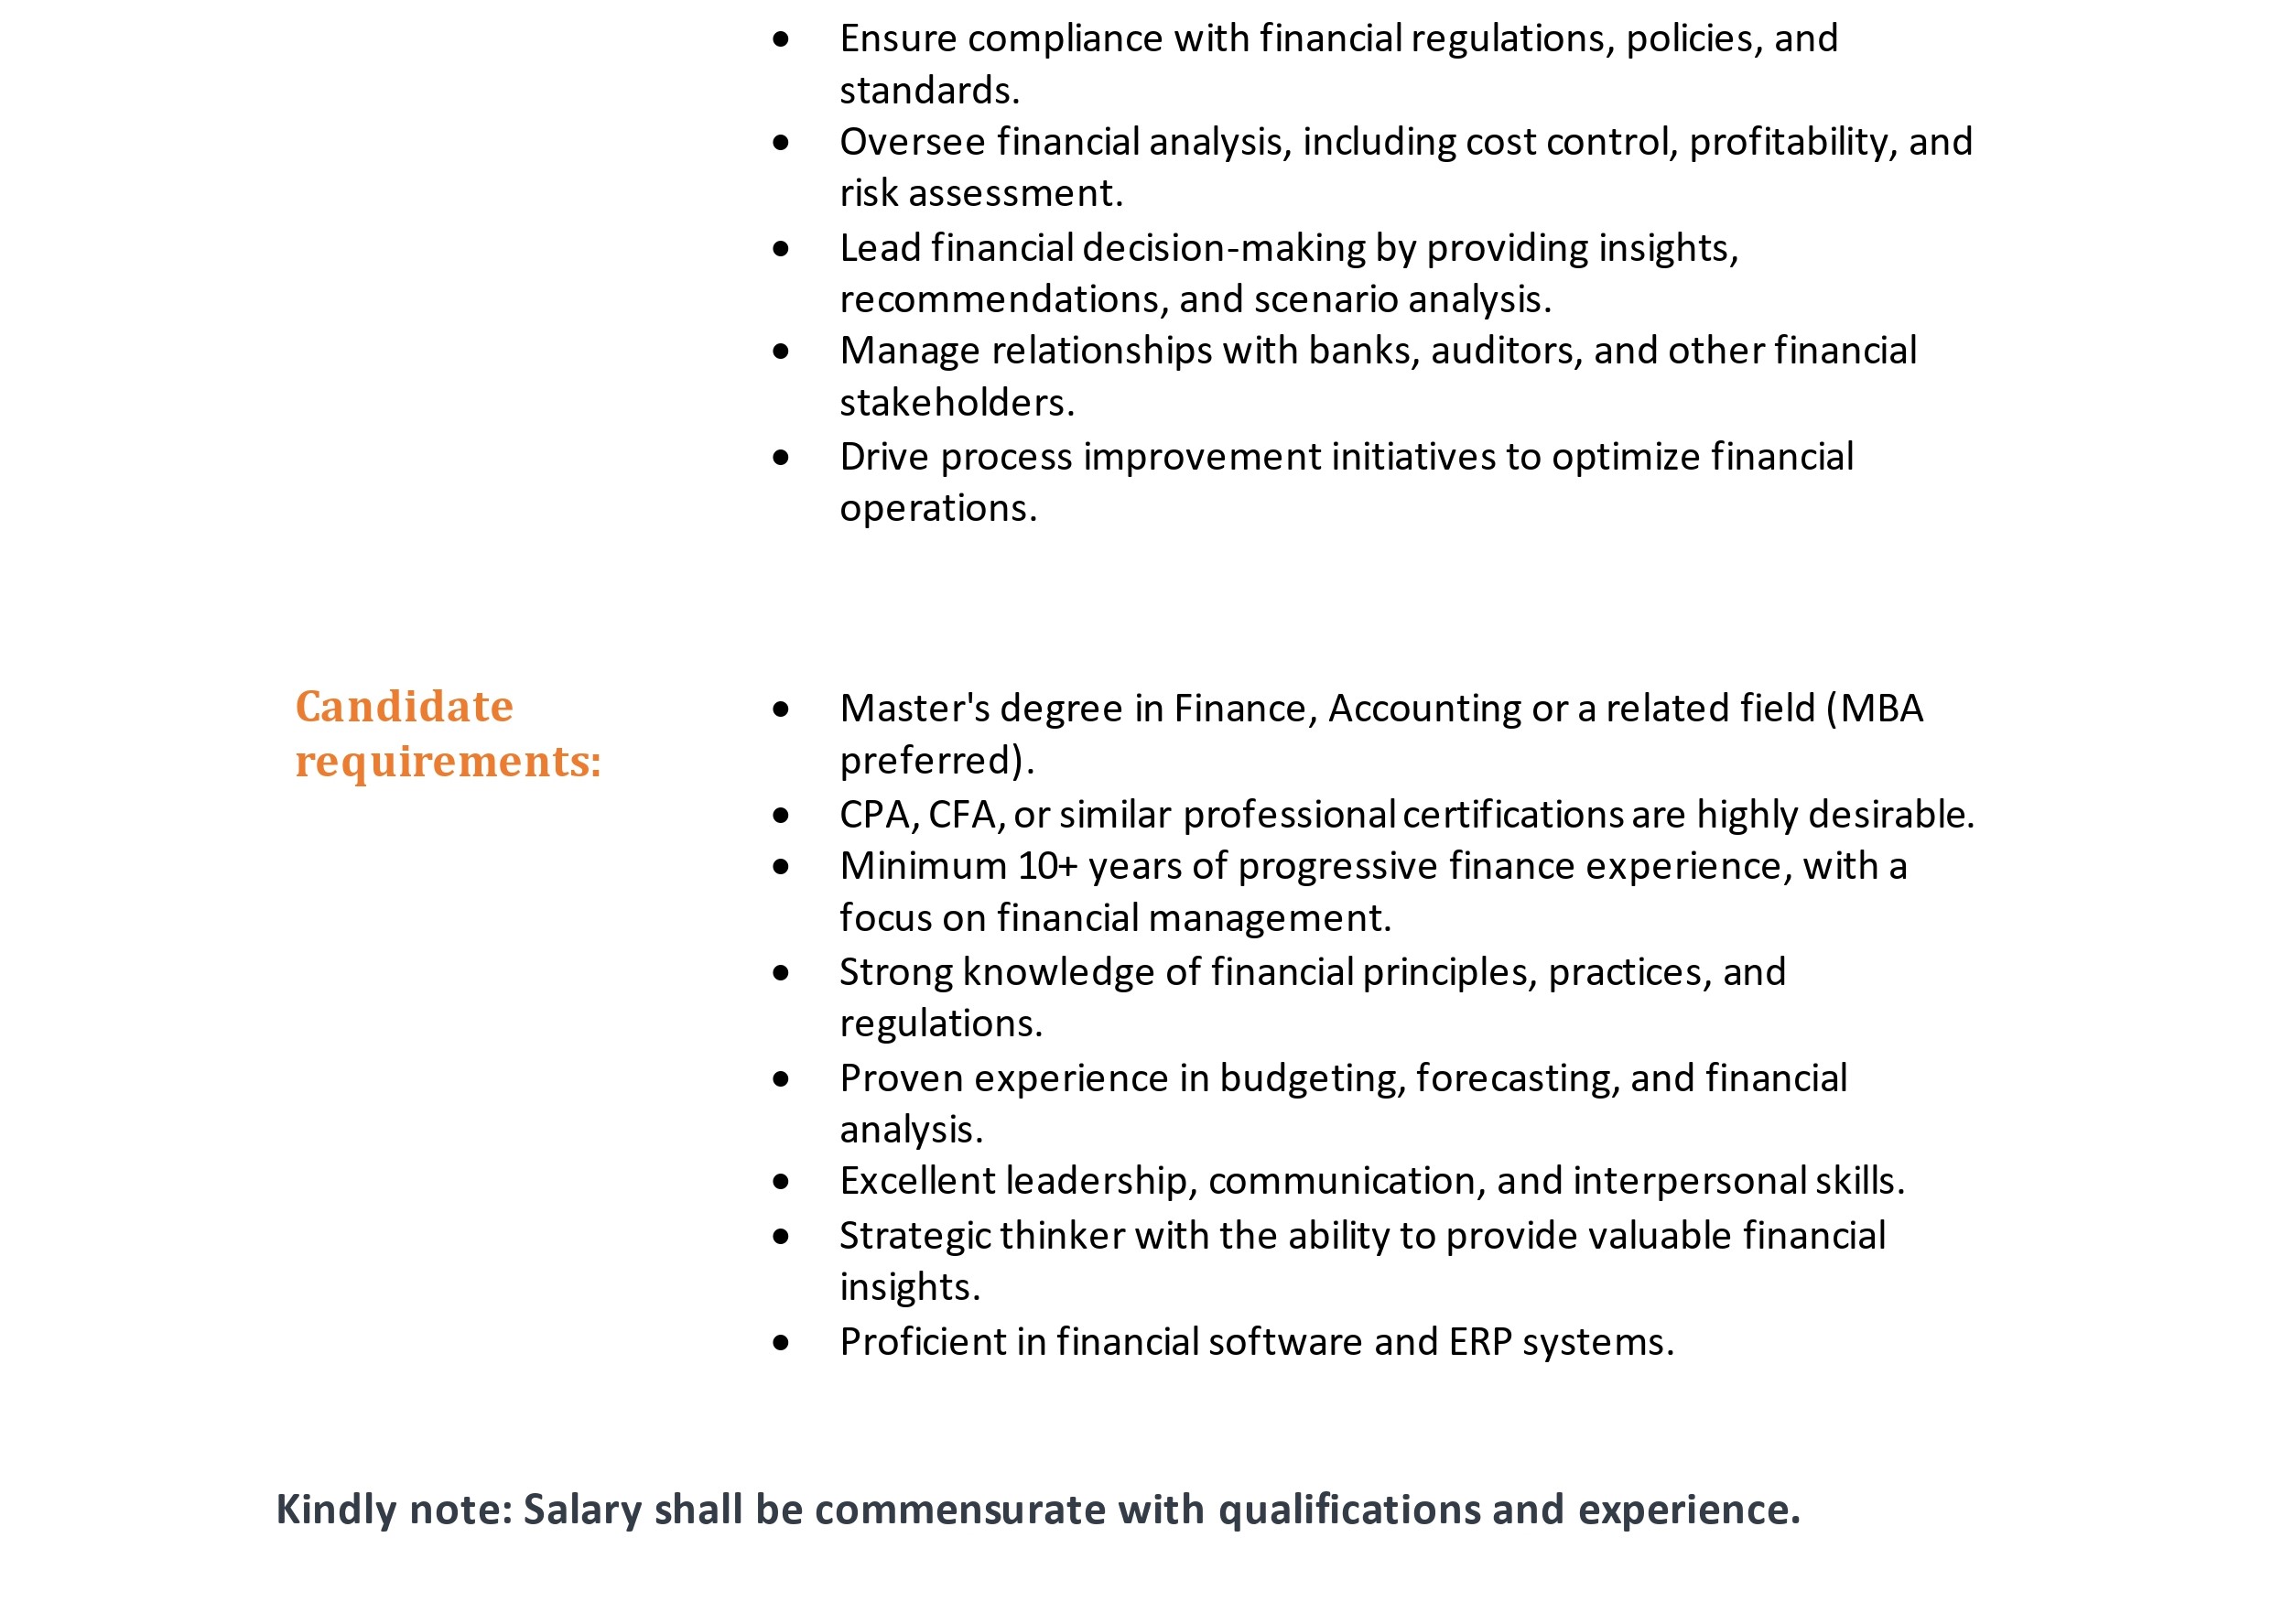 • Ensure compliance with financial regulations, policies, and
standards.
• Oversee financial analysis, including cost control, profitability, and
risk assessment.
• Lead financial decision-making by providing insights,
recommendations, and scenario analysis.
• Manage relationships with banks, auditors, and other financial
stakeholders.
• Drive process improvement initiatives to optimize financial
operations.
Candidate
requirements:
• Master's degree in Finance, Accounting or a related field (MBA
preferred).
• CPA, CFA, or similar professional certifications are highly desirable.
• Minimum 10+ years of progressive finance experience, with a
focus on financial management.
• Strong knowledge of financial principles, practices, and
regulations.
• Proven experience in budgeting, forecasting, and financial
analysis.
• Excellent leadership, communication, and interpersonal skills.
• Strategic thinker with the ability to provide valuable financial
insights.
• Proficient in financial software and ERP systems.
Kindly note: Salary shall be commensurate with qualifications and experience.